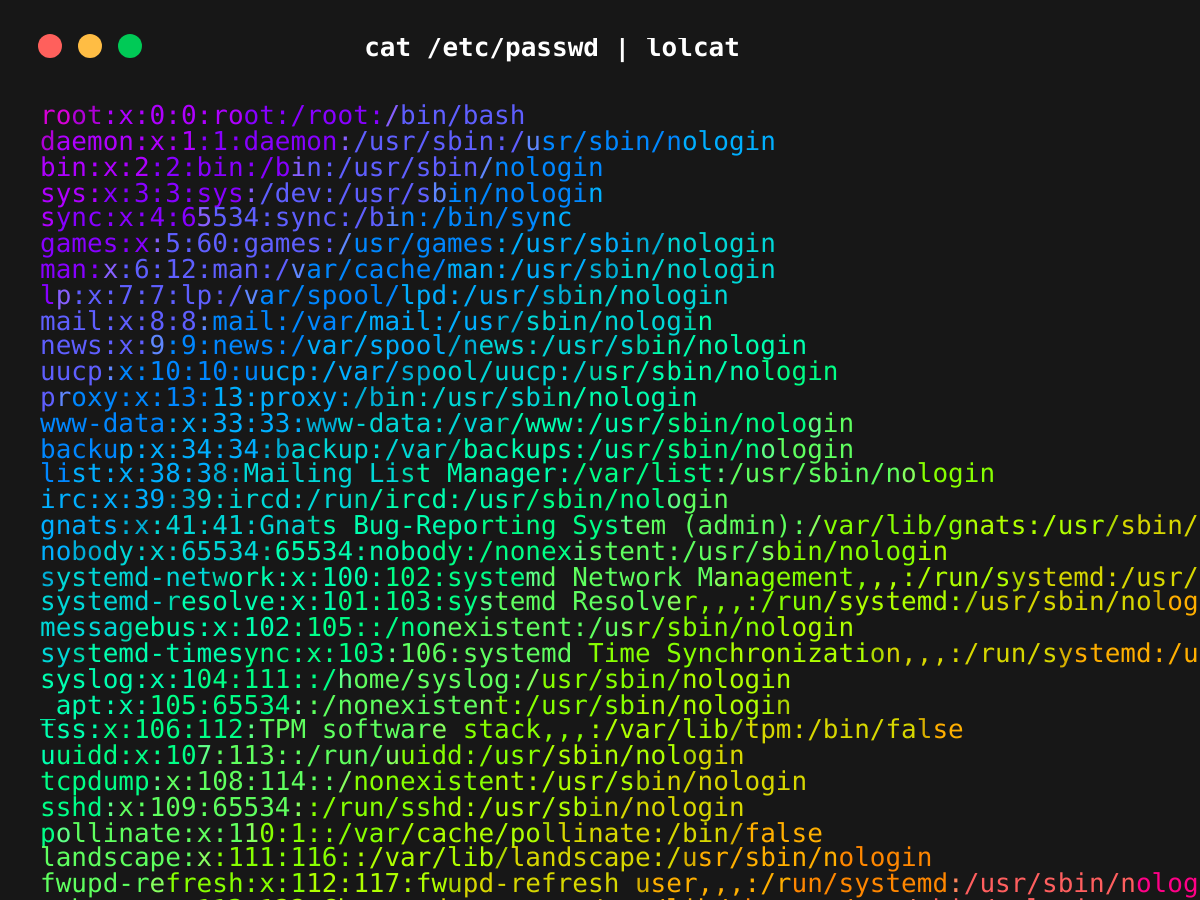 cat /etc/passwd | lolcat
root:x:0:0:root:/root:/bin/bash
daemon:x:1:1:daemon:/usr/sbin:/usr/sbin/nologin
bin:x:2:2:bin:/bin:/usr/sbin/nologin
sys:x:3:3:sys:/dev:/usr/sbin/nologin
sync:x:4:65534:sync:/bin:/bin/sync
games:x:5:60:games:/usr/games:/usr/sbin/nologin
man:x:6:12:man:/var/cache/man:/usr/sbin/nologin
lp:x:7:7:lp:/var/spool/lpd:/usr/sbin/nologin
mail:x:8:8:mail:/var/mail:/usr/sbin/nologin
news:x:9:9:news:/var/spool/news:/usr/sbin/nologin
uucp:x:10:10:uucp:/var/spool/uucp:/usr/sbin/nologin
proxy:x:13:13:proxy:/bin:/usr/sbin/nologin
www-data:x:33:33:www-data:/var/www:/usr/sbin/nologin
backup:x:34:34:backup:/var/backups:/usr/sbin/nologin
list:x:38:38:Mailing List Manager:/var/list:/usr/sbin/nologin
irc:x:39:39:ircd:/run/ircd:/usr/sbin/nologin
gnats:x:41:41:Gnats Bug-Reporting System (admin):/var/lib/gnats:/usr/sbin/
nobody:x:65534:65534:nobody:/nonexistent:/usr/sbin/nologin
systemd-network:x:100:102:systemd Network Management,,,:/run/systemd:/usr/
systemd-resolve:x:101:103:systemd Resolver,,,:/run/systemd:/usr/sbin/nolog
messagebus:x:102:105::/nonexistent:/usr/sbin/nologin
systemd-timesync:x:103:106:systemd Time Synchronization,,,:/run/systemd:/u
syslog:x:104:111::/home/syslog:/usr/sbin/nologin
_apt:x:105:65534::/nonexistent:/usr/sbin/nologin
tss:x:106:112:TPM software stack,,,:/var/lib/tpm:/bin/false
uuidd:x:107:113::/run/uuidd:/usr/sbin/nologin
tcpdump:x:108:114::/nonexistent:/usr/sbin/nologin
sshd:x:109:65534::/run/sshd:/usr/sbin/nologin
pollinate:x:110:1::/var/cache/pollinate:/bin/false
landscape:x:111:116::/var/lib/landscape:/usr/sbin/nologin
fwupd-refresh:x:112:117:fwupd-refresh user,,,:/run/systemd:/usr/sbin/nolog